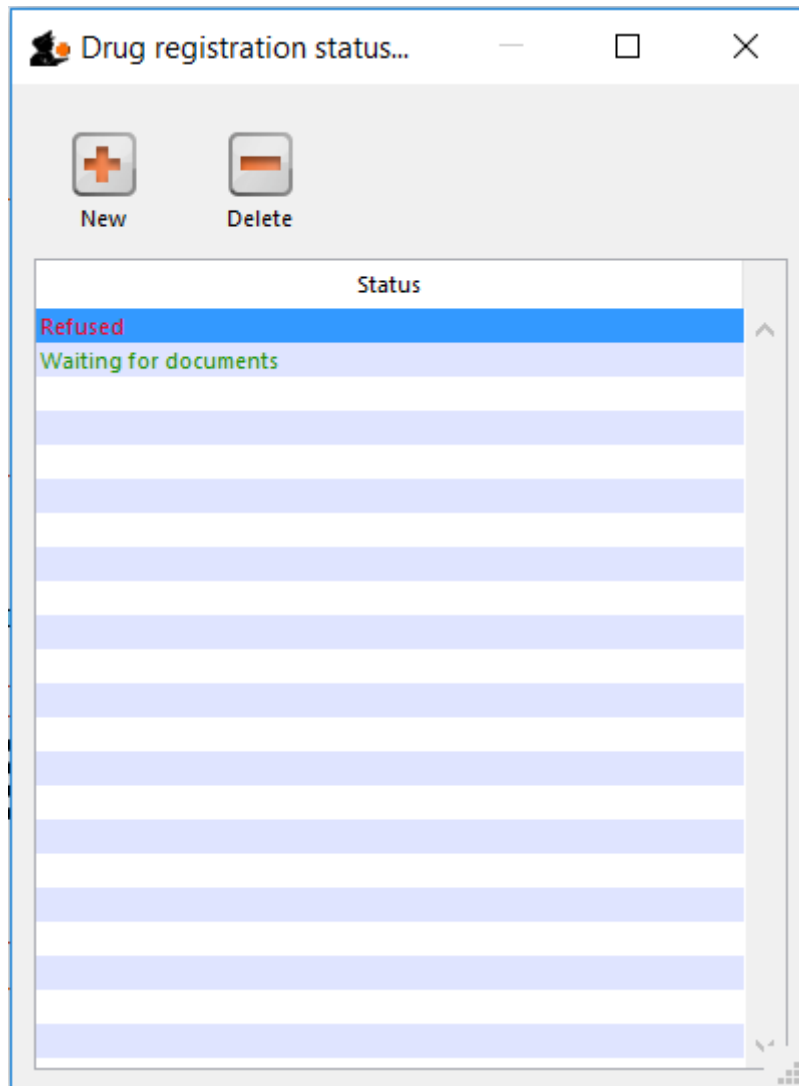 Drug registration status...
New
Delete
Status
Refused
Waiting for documents